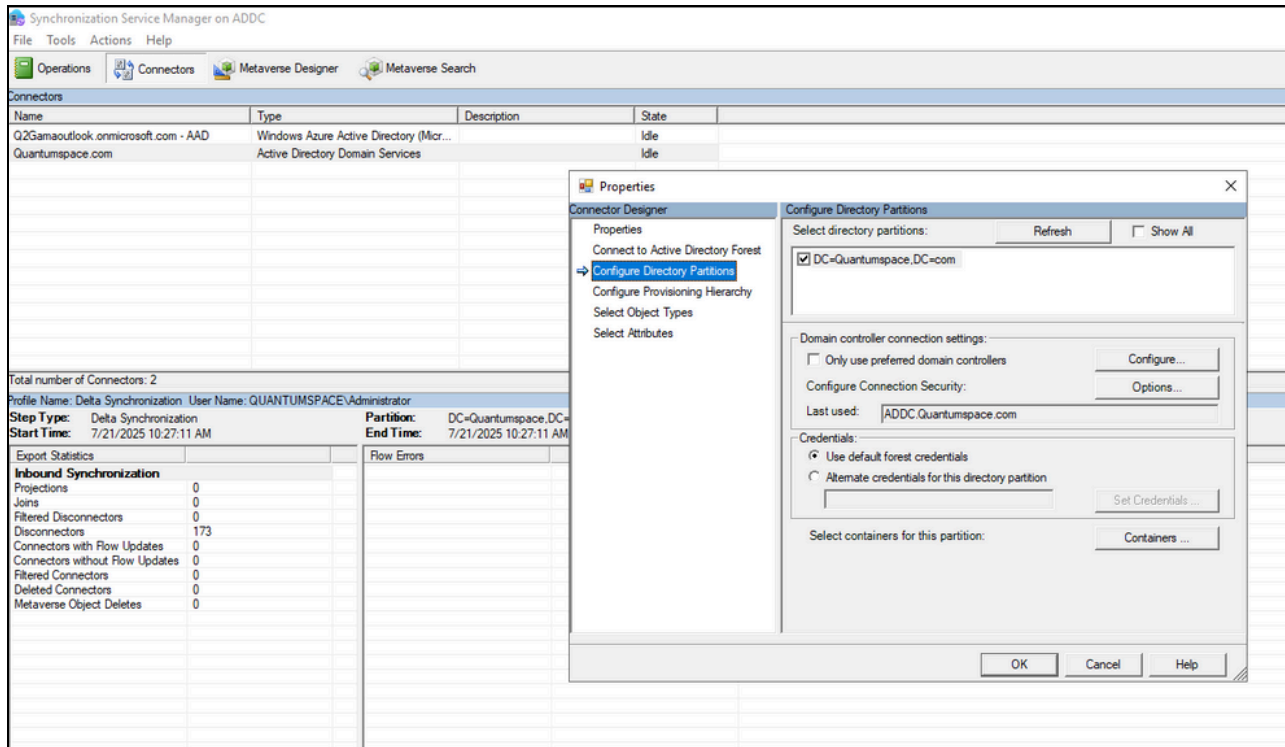 Synchronization Service Manager on ADDC
File Tools Actions Help
Operations Connectors Metaverse Designer Metaverse Search
Connectors
Name Type Description State
Q2Gamaoutlook.onmicrosoft.com - AAD Windows Azure Active Directory (Micr... Idle
Quantumspace.com Active Directory Domain Services Idle
Total number of Connectors: 2
Profile Name: Delta Synchronization User Name: QUANTUMSPACE\Administrator
Step Type: Delta Synchronization Partition: DC=Quantumspace,DC=
Start Time: 7/21/2025 10:27:11 AM End Time: 7/21/2025 10:27:11 AM
Export Statistics Flow Errors
Inbound Synchronization
Projections 0
Joins 0
Filtered Disconnectors 0
Disconnectors 173
Connectors with Flow Updates 0
Connectors without Flow Updates 0
Filtered Connectors 0
Deleted Connectors 0
Metaverse Object Deletes 0
Properties
Connector Designer
Properties
Connect to Active Directory Forest
Configure Directory Partitions
Configure Provisioning Hierarchy
Select Object Types
Select Attributes
Configure Directory Partitions
Select directory partitions: Refresh Show All
DC=Quantumspace,DC=com
Domain controller connection settings:
Only use preferred domain controllers Configure...
Configure Connection Security: Options...
Last used: ADDC.Quantumspace.com
Credentials:
Use default forest credentials
Alternate credentials for this directory partition
Set Credentials ...
Select containers for this partition: Containers ...
OK Cancel Help